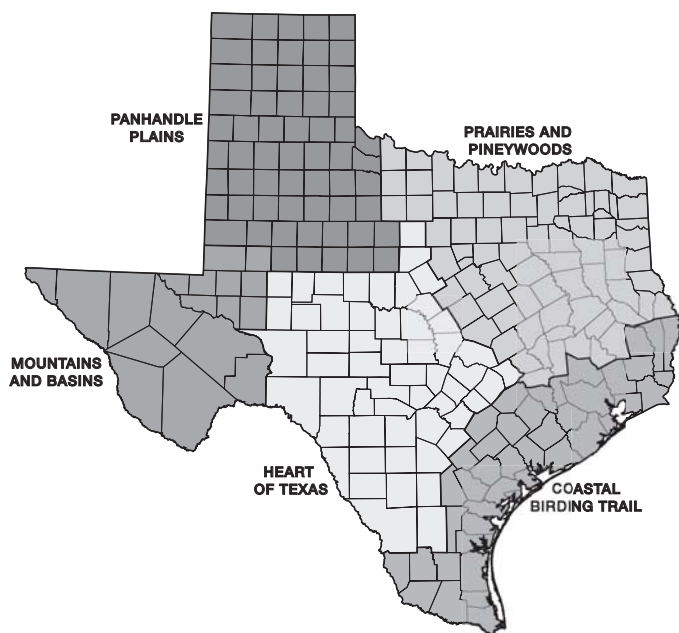 PANHANDLE
PLAINS
PRAIRIES AND
PINEYWOODS
MOUNTAINS
AND BASINS
HEART
OF TEXAS
COASTAL
BIRDING TRAIL